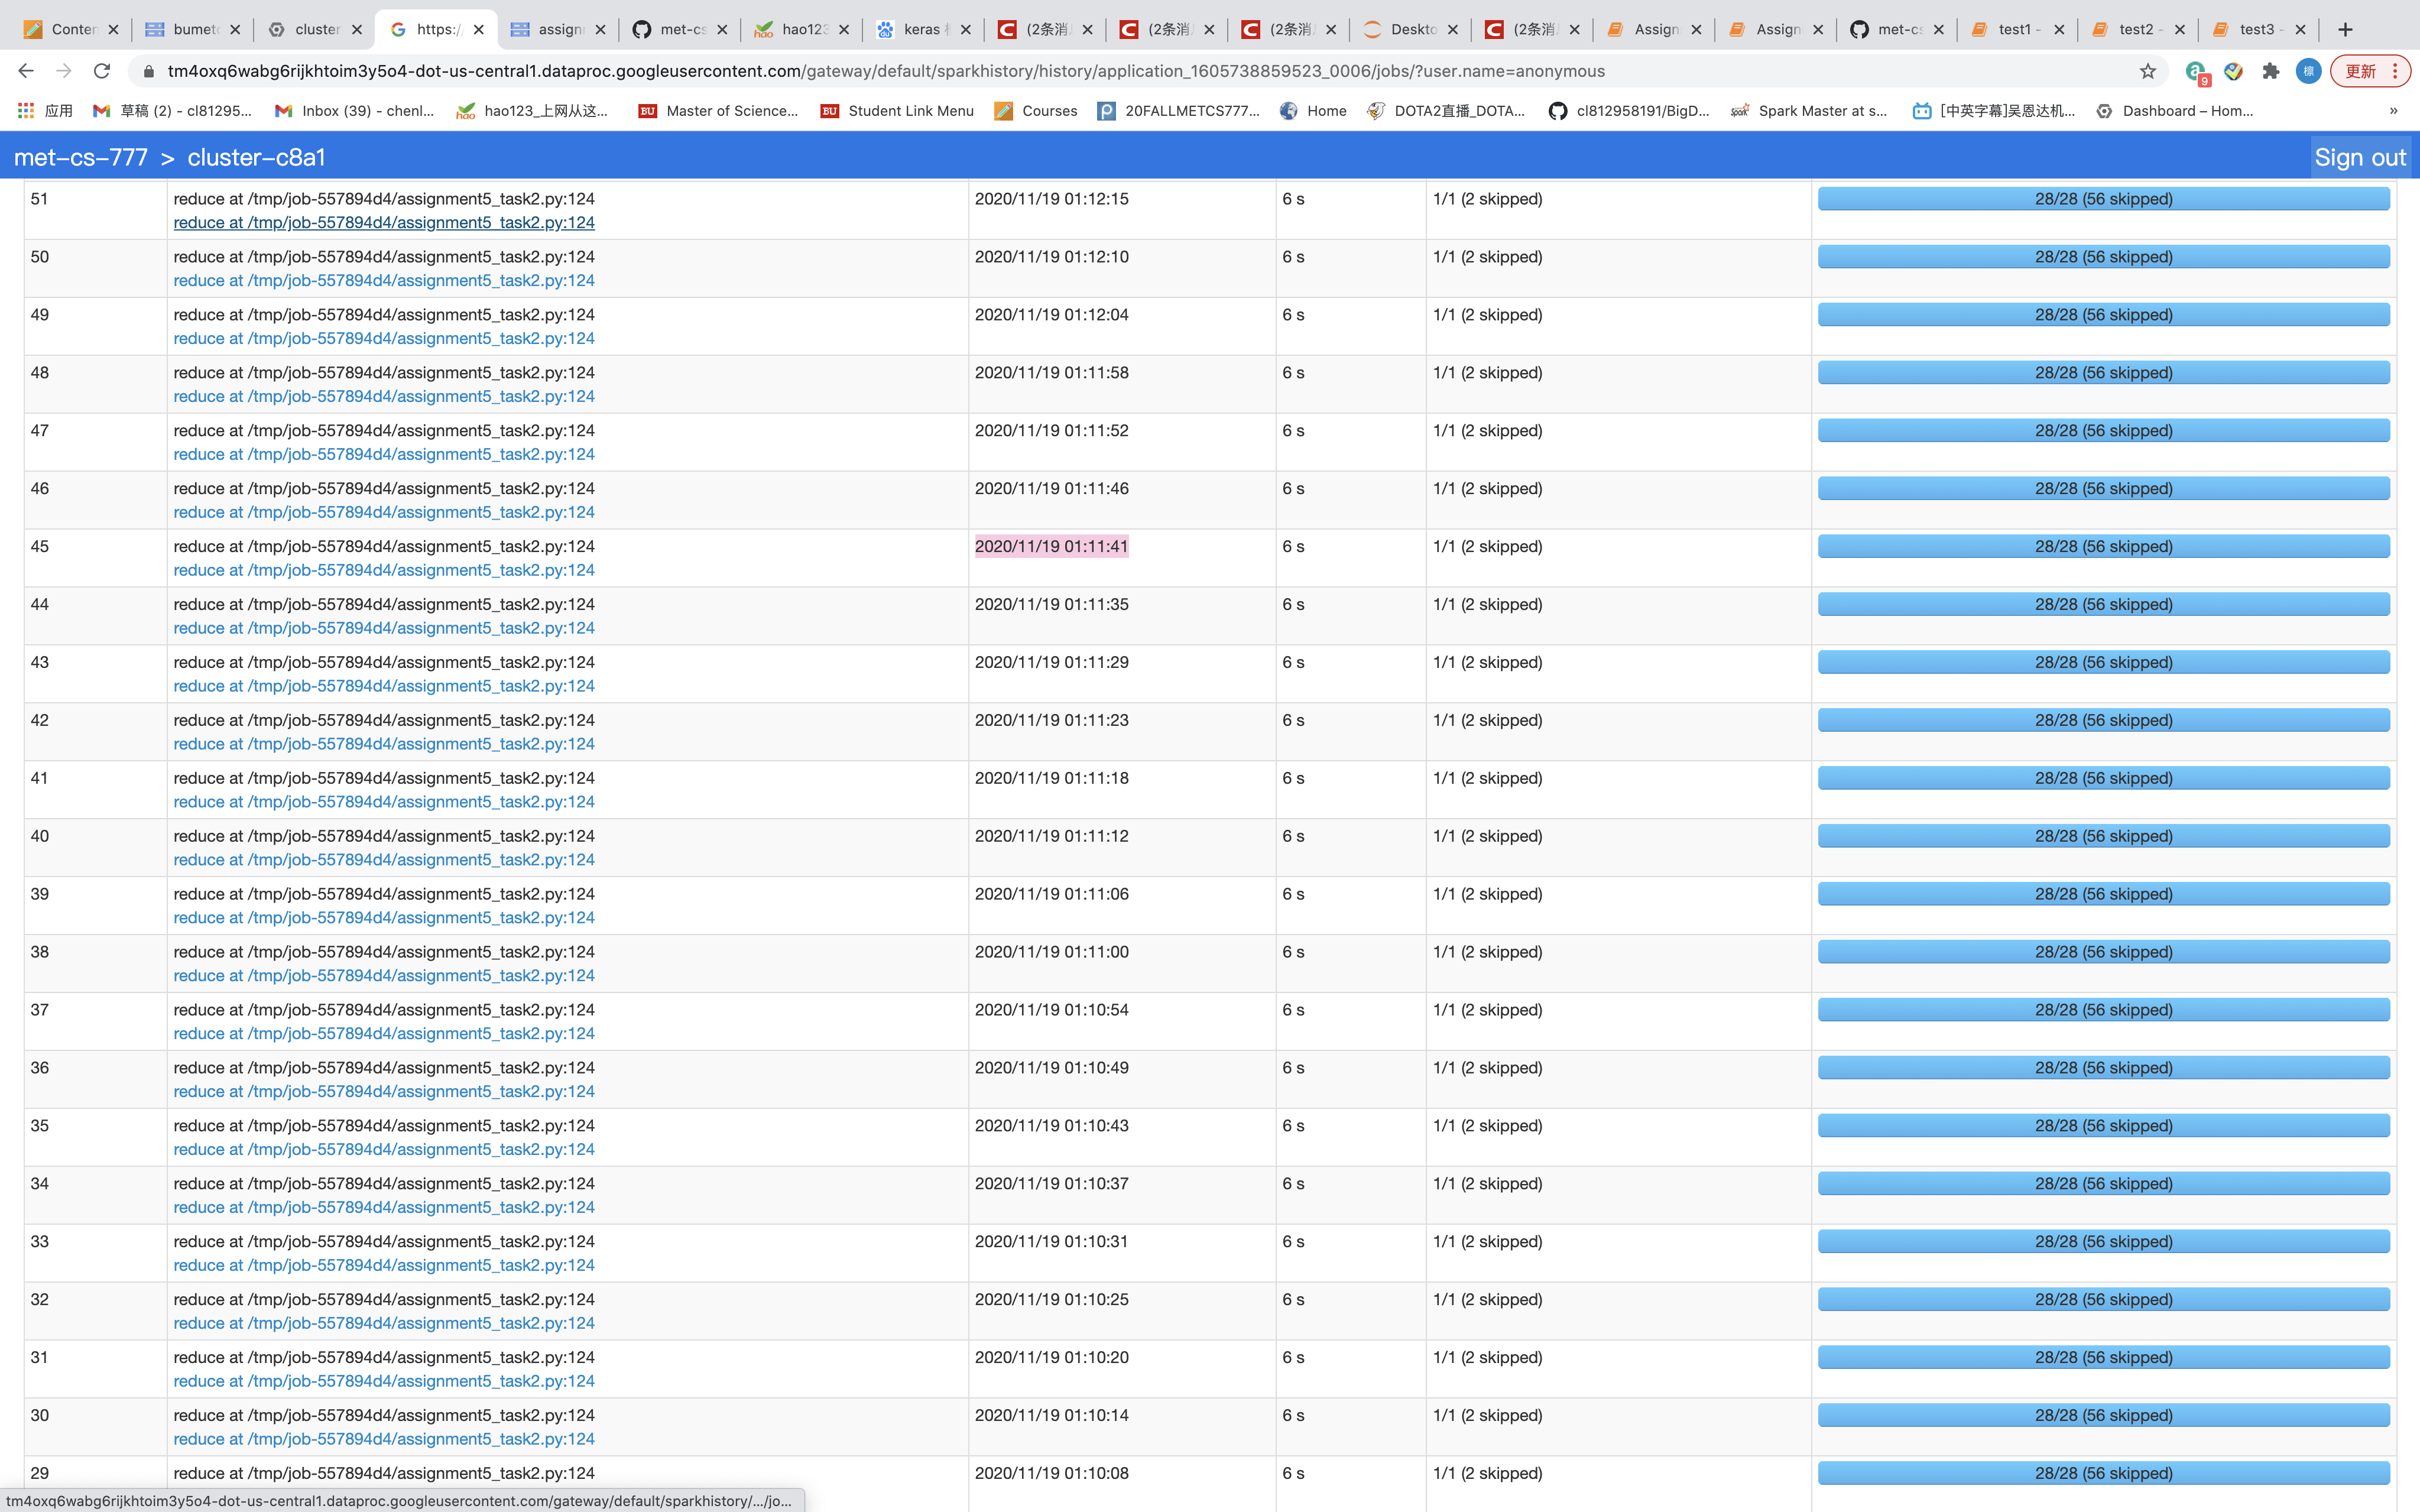 Conten bumetc cluster https:/ assignr met-cs hao123 keras (2条消 (2条消 (2条消 Deskto (2条消 Assign Assign met-cs test1 - test2 - test3 -
tm4oxq6wabg6rijkhtoim3y5o4-dot-us-central1.dataproc.googleusercontent.com/gateway/default/sparkhistory/history/application_1605738859523_0006/jobs/?user.name=anonymous 9 更新
应用 草稿 (2) - cl81295... Inbox (39) - chenl... hao123_上网从这... BU Master of Science... BU Student Link Menu Courses P 20FALLMETCS777... Home DOTA2直播_DOTA... cl812958191/BigD... Spark Master at s... [中英字幕]吴恩达机... Dashboard – Hom... »
met-cs-777 > cluster-c8a1 Sign out
51 reduce at /tmp/job-557894d4/assignment5_task2.py:124 2020/11/19 01:12:15 6 s 1/1 (2 skipped) 28/28 (56 skipped)
reduce at /tmp/job-557894d4/assignment5_task2.py:124
50 reduce at /tmp/job-557894d4/assignment5_task2.py:124 2020/11/19 01:12:10 6 s 1/1 (2 skipped) 28/28 (56 skipped)
reduce at /tmp/job-557894d4/assignment5_task2.py:124
49 reduce at /tmp/job-557894d4/assignment5_task2.py:124 2020/11/19 01:12:04 6 s 1/1 (2 skipped) 28/28 (56 skipped)
reduce at /tmp/job-557894d4/assignment5_task2.py:124
48 reduce at /tmp/job-557894d4/assignment5_task2.py:124 2020/11/19 01:11:58 6 s 1/1 (2 skipped) 28/28 (56 skipped)
reduce at /tmp/job-557894d4/assignment5_task2.py:124
47 reduce at /tmp/job-557894d4/assignment5_task2.py:124 2020/11/19 01:11:52 6 s 1/1 (2 skipped) 28/28 (56 skipped)
reduce at /tmp/job-557894d4/assignment5_task2.py:124
46 reduce at /tmp/job-557894d4/assignment5_task2.py:124 2020/11/19 01:11:46 6 s 1/1 (2 skipped) 28/28 (56 skipped)
reduce at /tmp/job-557894d4/assignment5_task2.py:124
45 reduce at /tmp/job-557894d4/assignment5_task2.py:124 2020/11/19 01:11:41 6 s 1/1 (2 skipped) 28/28 (56 skipped)
reduce at /tmp/job-557894d4/assignment5_task2.py:124
44 reduce at /tmp/job-557894d4/assignment5_task2.py:124 2020/11/19 01:11:35 6 s 1/1 (2 skipped) 28/28 (56 skipped)
reduce at /tmp/job-557894d4/assignment5_task2.py:124
43 reduce at /tmp/job-557894d4/assignment5_task2.py:124 2020/11/19 01:11:29 6 s 1/1 (2 skipped) 28/28 (56 skipped)
reduce at /tmp/job-557894d4/assignment5_task2.py:124
42 reduce at /tmp/job-557894d4/assignment5_task2.py:124 2020/11/19 01:11:23 6 s 1/1 (2 skipped) 28/28 (56 skipped)
reduce at /tmp/job-557894d4/assignment5_task2.py:124
41 reduce at /tmp/job-557894d4/assignment5_task2.py:124 2020/11/19 01:11:18 6 s 1/1 (2 skipped) 28/28 (56 skipped)
reduce at /tmp/job-557894d4/assignment5_task2.py:124
40 reduce at /tmp/job-557894d4/assignment5_task2.py:124 2020/11/19 01:11:12 6 s 1/1 (2 skipped) 28/28 (56 skipped)
reduce at /tmp/job-557894d4/assignment5_task2.py:124
39 reduce at /tmp/job-557894d4/assignment5_task2.py:124 2020/11/19 01:11:06 6 s 1/1 (2 skipped) 28/28 (56 skipped)
reduce at /tmp/job-557894d4/assignment5_task2.py:124
38 reduce at /tmp/job-557894d4/assignment5_task2.py:124 2020/11/19 01:11:00 6 s 1/1 (2 skipped) 28/28 (56 skipped)
reduce at /tmp/job-557894d4/assignment5_task2.py:124
37 reduce at /tmp/job-557894d4/assignment5_task2.py:124 2020/11/19 01:10:54 6 s 1/1 (2 skipped) 28/28 (56 skipped)
reduce at /tmp/job-557894d4/assignment5_task2.py:124
36 reduce at /tmp/job-557894d4/assignment5_task2.py:124 2020/11/19 01:10:49 6 s 1/1 (2 skipped) 28/28 (56 skipped)
reduce at /tmp/job-557894d4/assignment5_task2.py:124
35 reduce at /tmp/job-557894d4/assignment5_task2.py:124 2020/11/19 01:10:43 6 s 1/1 (2 skipped) 28/28 (56 skipped)
reduce at /tmp/job-557894d4/assignment5_task2.py:124
34 reduce at /tmp/job-557894d4/assignment5_task2.py:124 2020/11/19 01:10:37 6 s 1/1 (2 skipped) 28/28 (56 skipped)
reduce at /tmp/job-557894d4/assignment5_task2.py:124
33 reduce at /tmp/job-557894d4/assignment5_task2.py:124 2020/11/19 01:10:31 6 s 1/1 (2 skipped) 28/28 (56 skipped)
reduce at /tmp/job-557894d4/assignment5_task2.py:124
32 reduce at /tmp/job-557894d4/assignment5_task2.py:124 2020/11/19 01:10:25 6 s 1/1 (2 skipped) 28/28 (56 skipped)
reduce at /tmp/job-557894d4/assignment5_task2.py:124
31 reduce at /tmp/job-557894d4/assignment5_task2.py:124 2020/11/19 01:10:20 6 s 1/1 (2 skipped) 28/28 (56 skipped)
reduce at /tmp/job-557894d4/assignment5_task2.py:124
30 reduce at /tmp/job-557894d4/assignment5_task2.py:124 2020/11/19 01:10:14 6 s 1/1 (2 skipped) 28/28 (56 skipped)
reduce at /tmp/job-557894d4/assignment5_task2.py:124
29 reduce at /tmp/job-557894d4/assignment5_task2.py:124 2020/11/19 01:10:08 6 s 1/1 (2 skipped) 28/28 (56 skipped)
tm4oxq6wabg6rijkhtoim3y5o4-dot-us-central1.dataproc.googleusercontent.com/gateway/default/sparkhistory/.../jo...